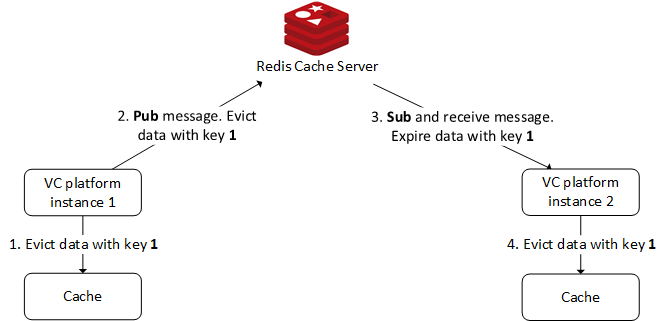 Redis Cache Server
2. Pub message. Evict
data with key 1
3. Sub and receive message.
Expire data with key 1
VC platform
instance 1
VC platform
instance 2
1. Evict data with key 1
4. Evict data with key 1
Cache
Cache